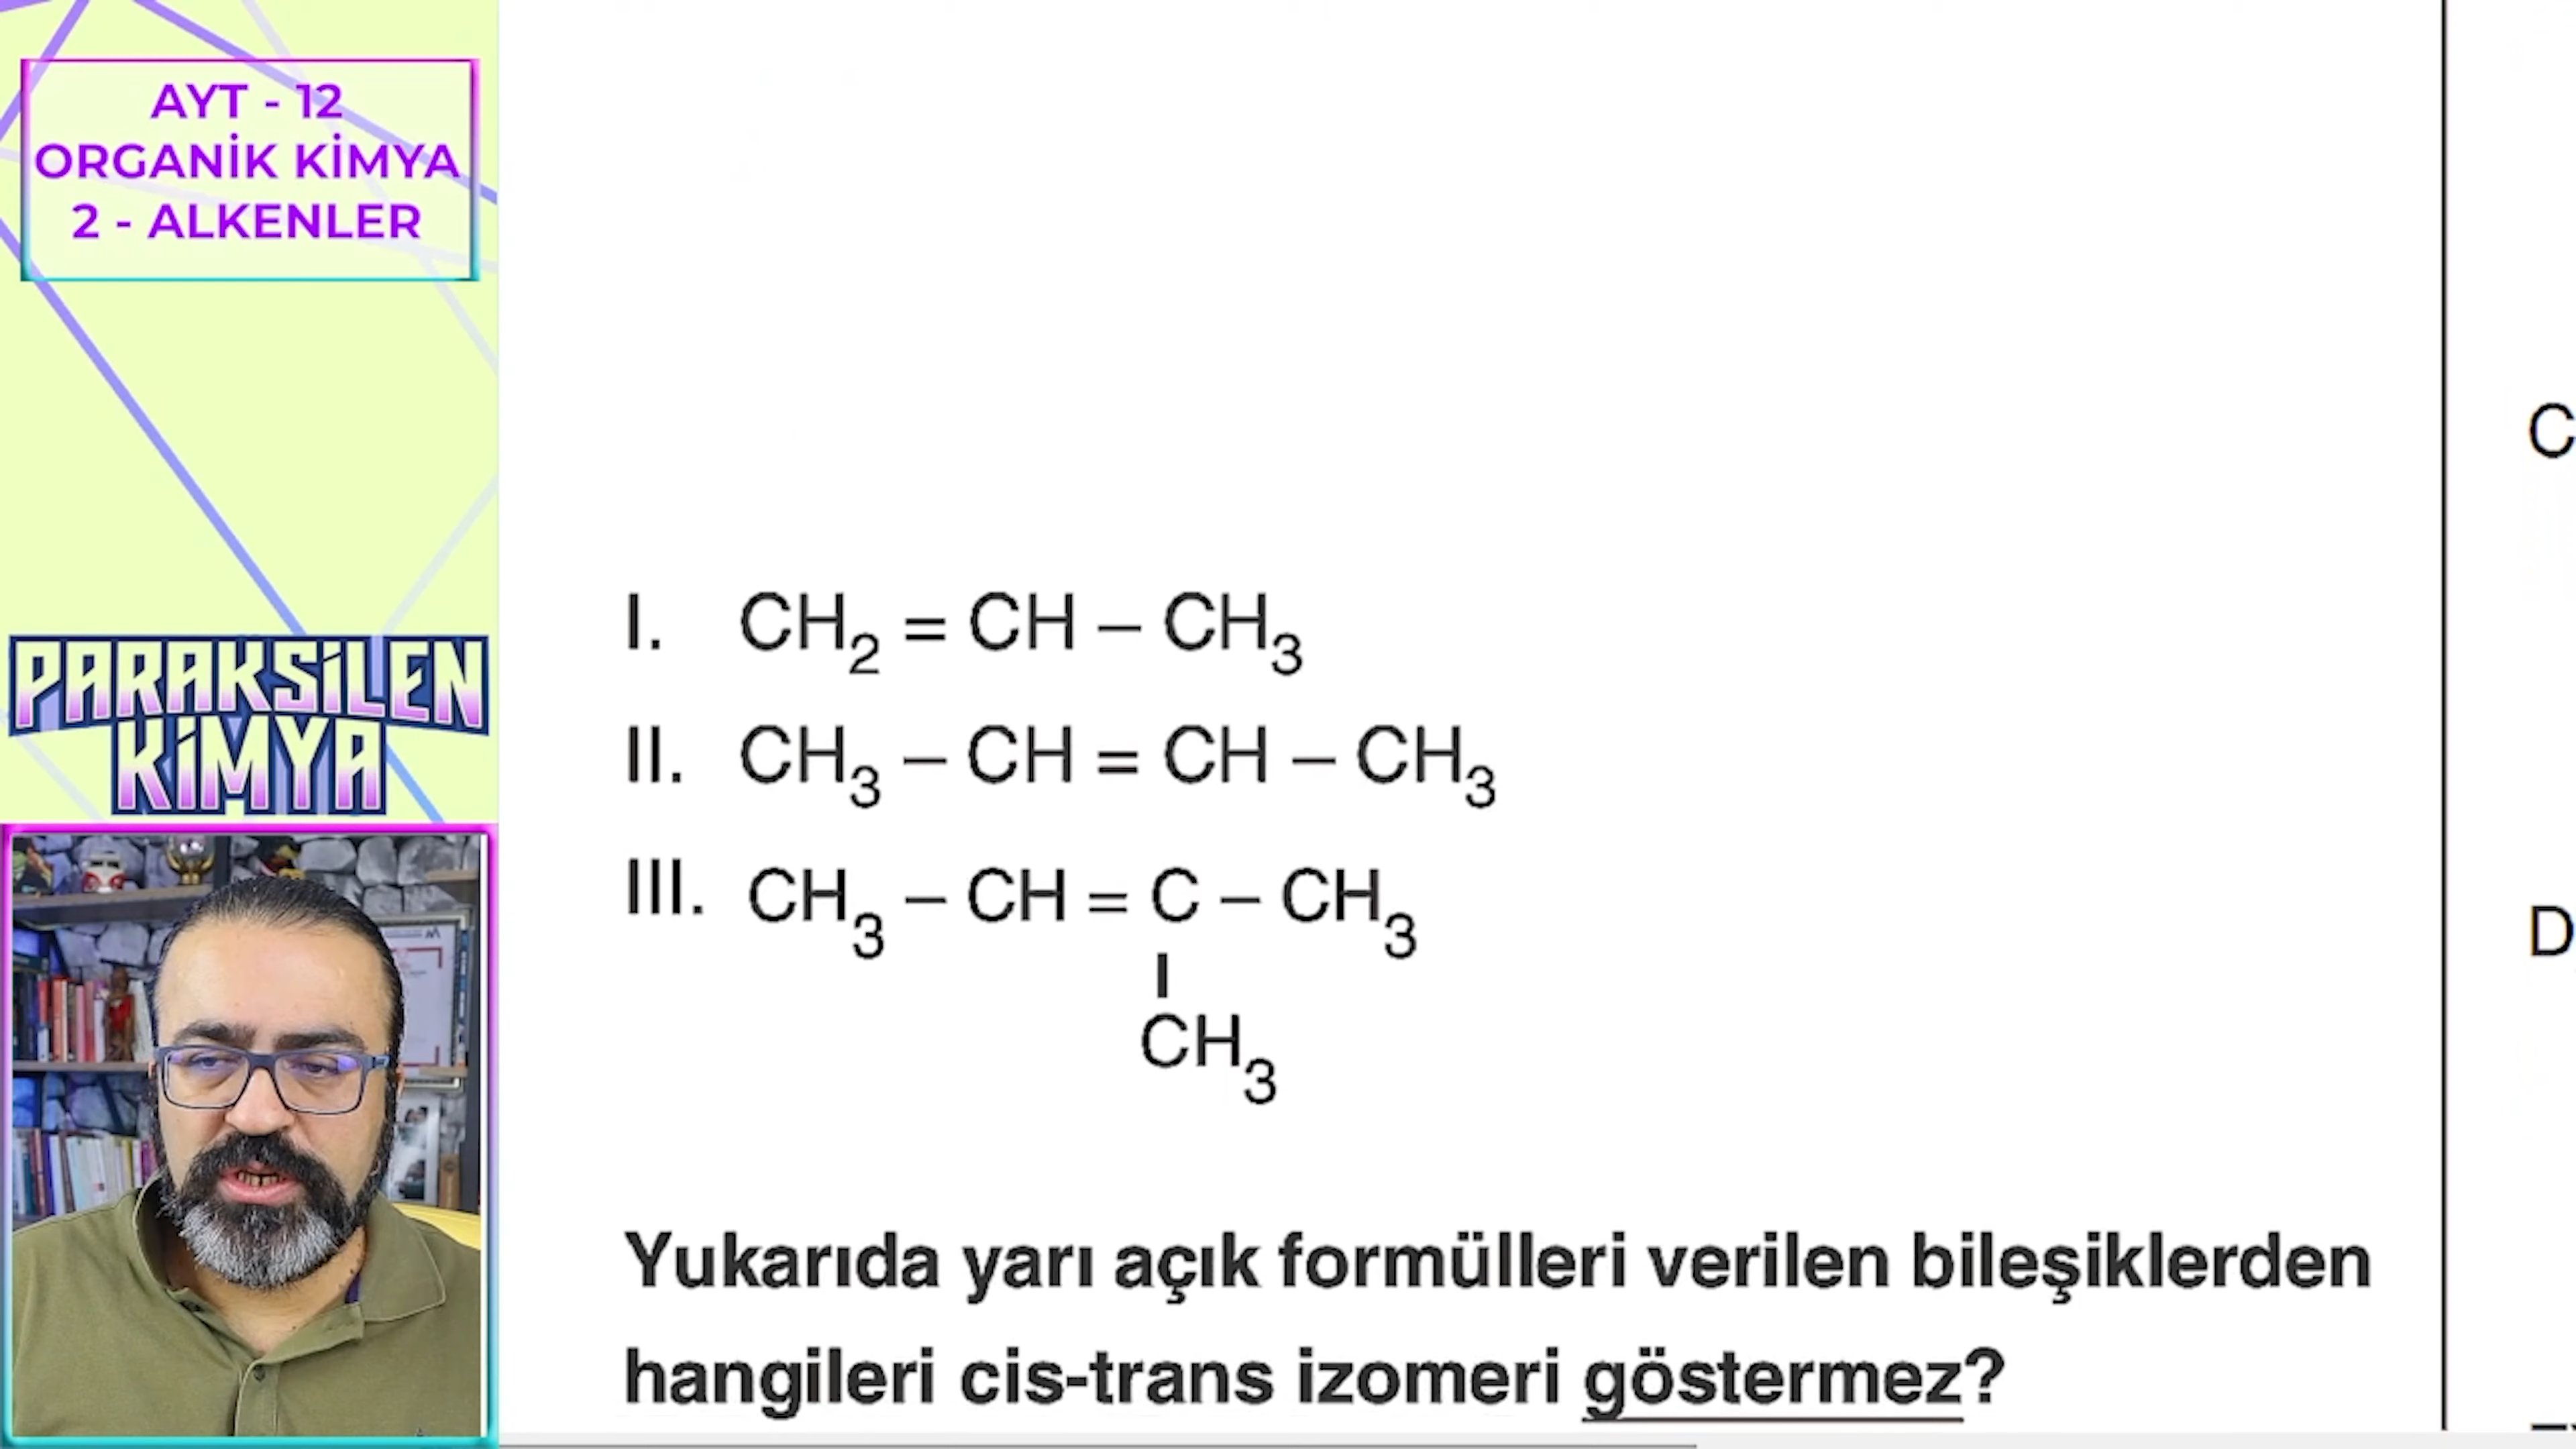 AYT - 12
ORGANİK KİMYA
2 - ALKENLER
PARAKSİLEN
KİMYA
I. CH₂ = CH – CH₃
II. CH₃ – CH = CH – CH₃
III. CH₃ – CH = C – CH₃
CH₃
Yukarıda yarı açık formülleri verilen bileşiklerden
hangileri cis-trans izomeri göstermez?
C
D